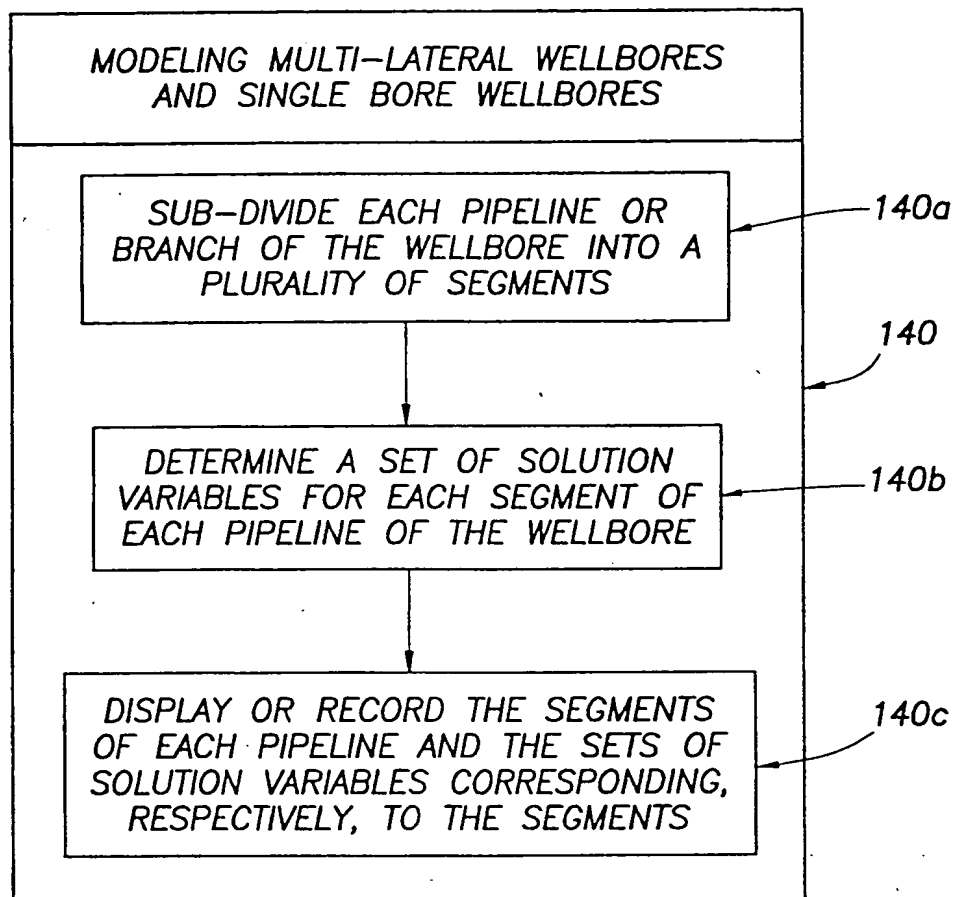 MODELING MULTI-LATERAL WELLBORES
AND SINGLE BORE WELLBORES
SUB-DIVIDE EACH PIPELINE OR
BRANCH OF THE WELLBORE INTO A
PLURALITY OF SEGMENTS
140a
140
DETERMINE A SET OF SOLUTION
VARIABLES FOR EACH SEGMENT OF
EACH PIPELINE OF THE WELLBORE
140b
DISPLAY OR RECORD THE SEGMENTS
OF EACH PIPELINE AND THE SETS OF
SOLUTION VARIABLES CORRESPONDING,
RESPECTIVELY, TO THE SEGMENTS
140c